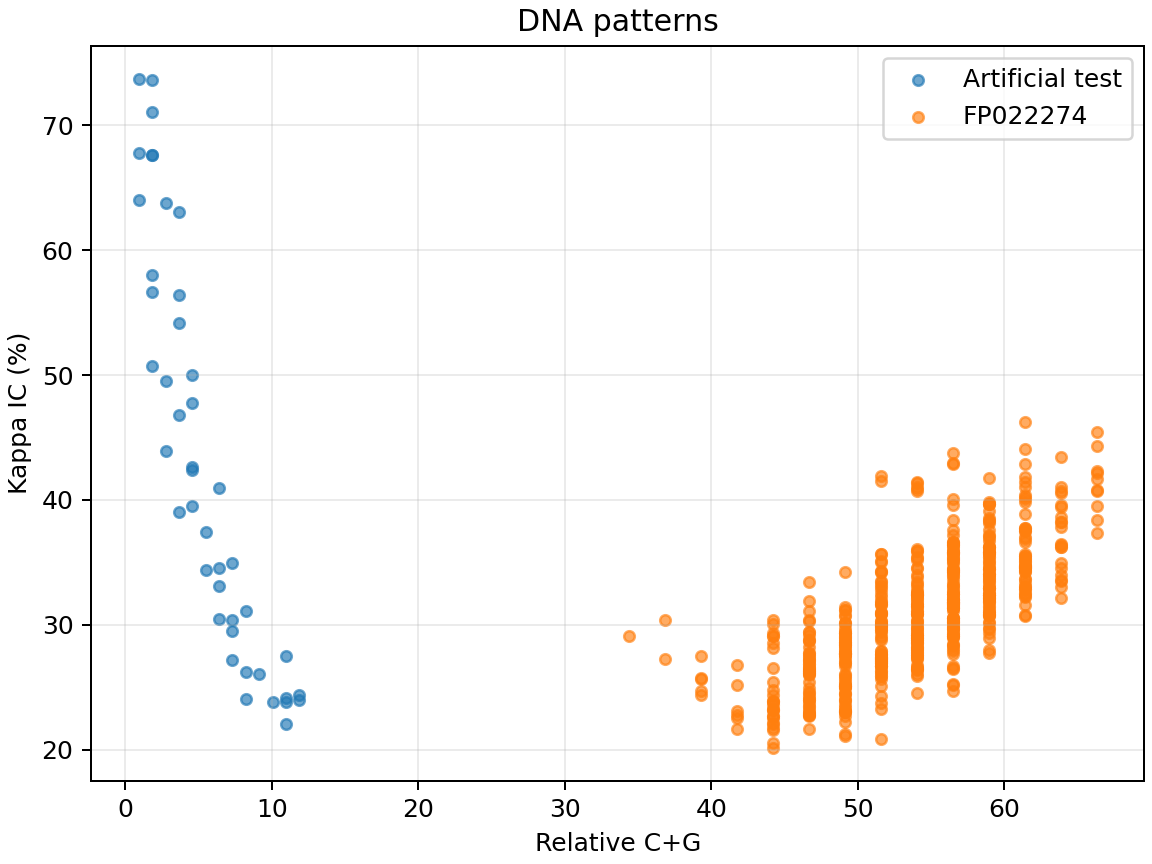 DNA patterns
Artificial test
FP022274
Kappa IC (%)
70
60
50
40
30
20
0 10 20 30 40 50 60
Relative C+G